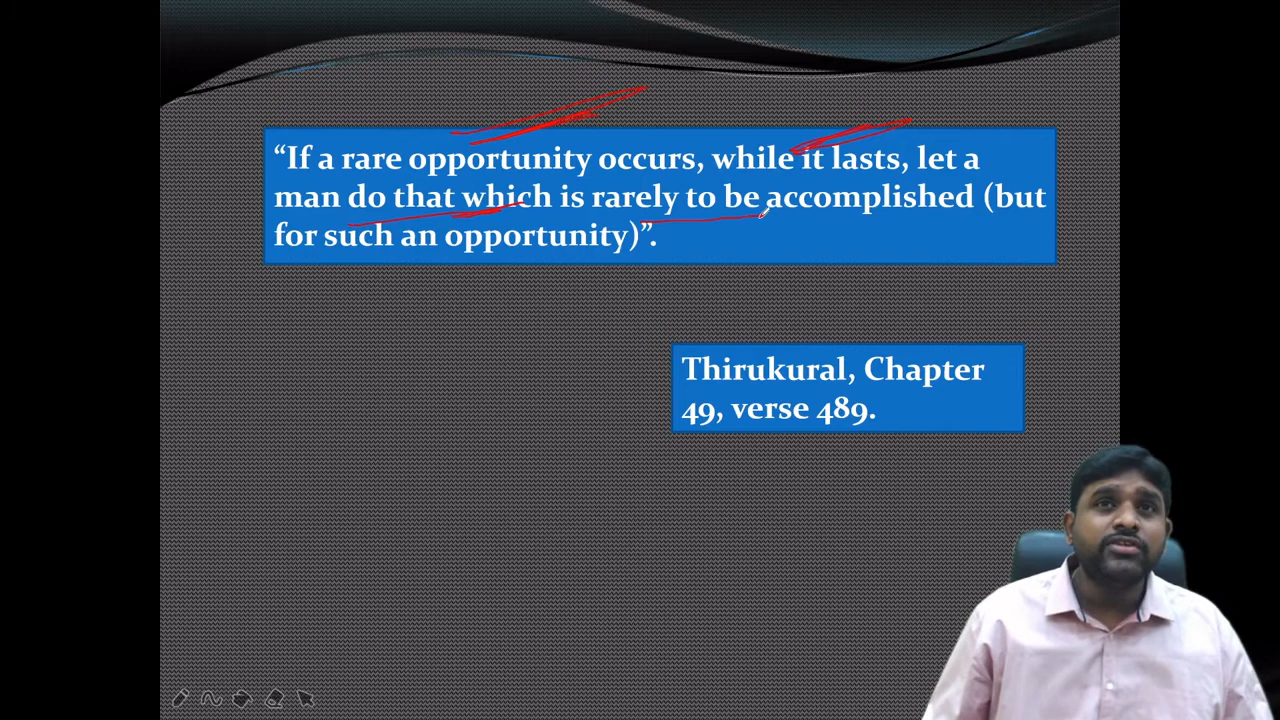 “If a rare opportunity occurs, while it lasts, let a
man do that which is rarely to be accomplished (but
for such an opportunity)”.
Thirukural, Chapter
49, verse 489.